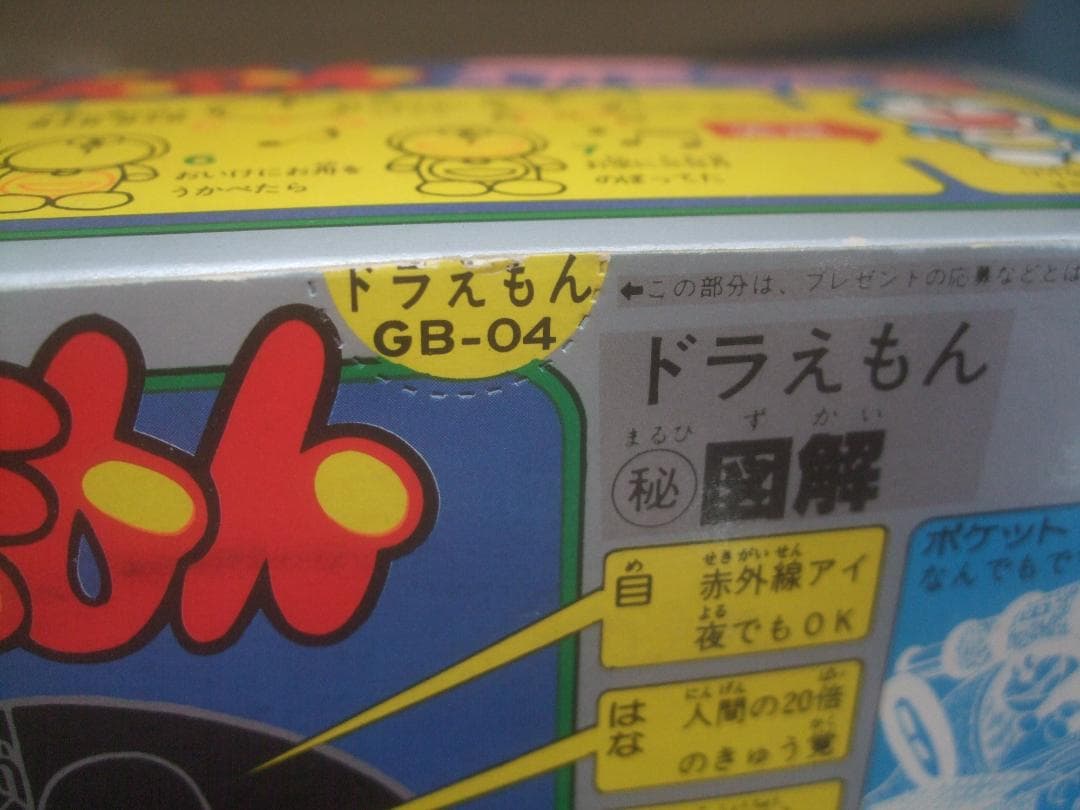 おいけにお月を
うかべたら
ドラえもん
GB-04
←この部分は、プレゼントの応募などとは
ドラえもん
まるひ ず かい
㊙図解
め せきがいせん
目 赤外線アイ
よる
夜でもOK
にんげん ばい
はな 人間の20倍
かく
のきゅう覚
ポケット
なんでもで
もん